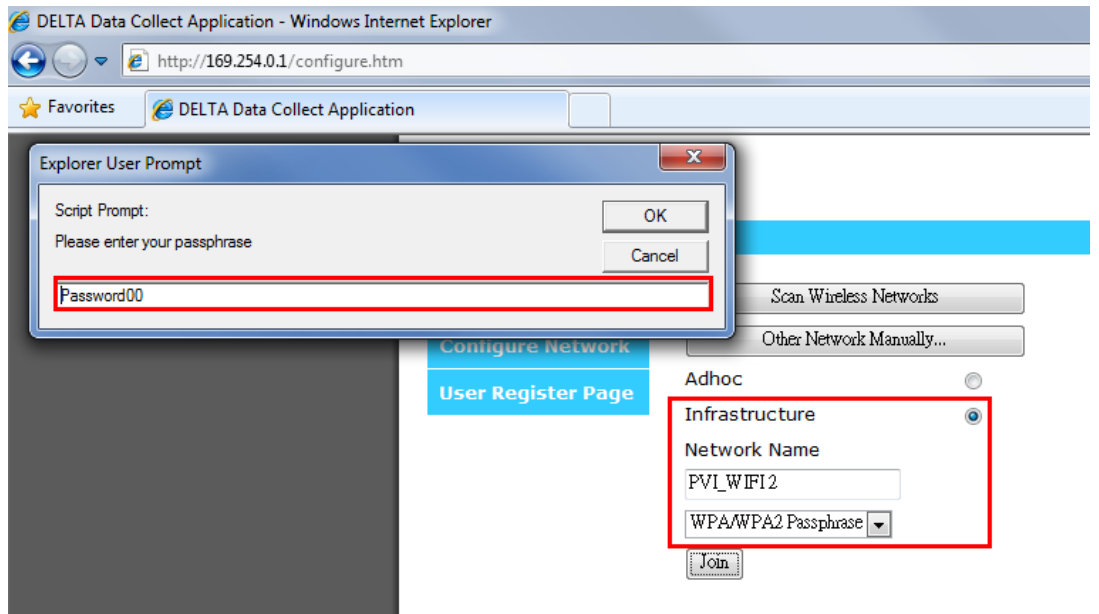 DELTA Data Collect Application - Windows Internet Explorer
http://169.254.0.1/configure.htm
Favorites
DELTA Data Collect Application
Explorer User Prompt
Script Prompt:
OK
Please enter your passphrase
Cancel
Password00
Scan Wireless Networks
Other Network Manually...
Configure Network
Adhoc
User Register Page
Infrastructure
Network Name
PVI_WIFI2
WPA/WPA2 Passphrase
Join